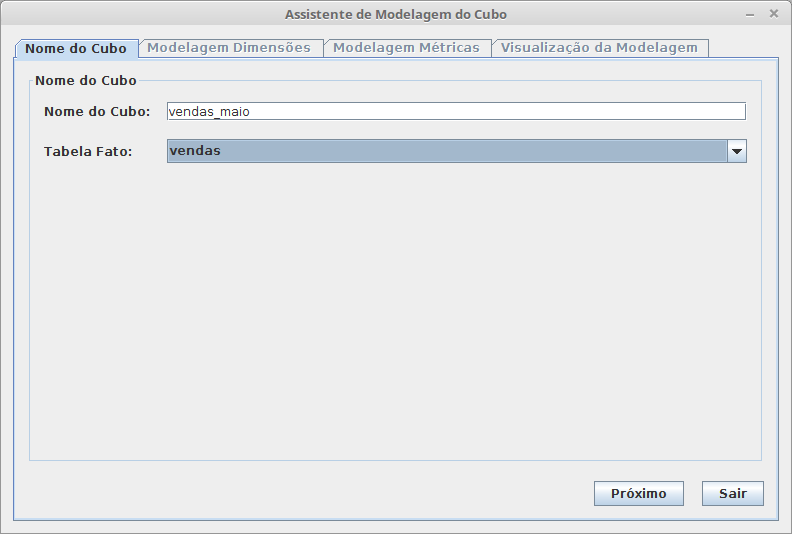 Assistente de Modelagem do Cubo
Nome do Cubo Modelagem Dimensões Modelagem Métricas Visualização da Modelagem
Nome do Cubo
Nome do Cubo: vendas_maio
Tabela Fato: vendas
Próximo Sair